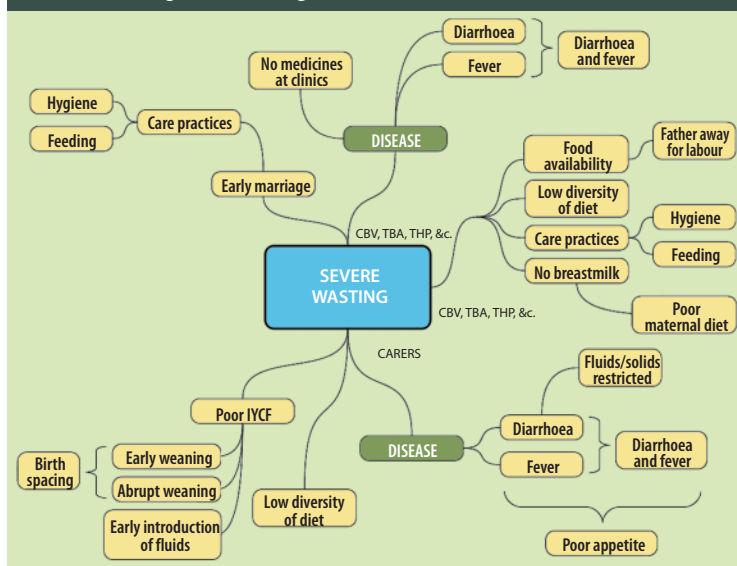 Diarrhoea
Fever
Diarrhoea
and fever
No medicines
at clinics
DISEASE
Hygiene
Feeding
Care practices
Early marriage
Food
availability
Father away
for labour
Low diversity
of diet
Care practices
Hygiene
Feeding
No breastmilk
Poor
maternal diet
CBV, TBA, THP, &c.
SEVERE
WASTING
CBV, TBA, THP, &c.
CARERS
Poor IYCF
Birth
spacing
Early weaning
Abrupt weaning
Early introduction
of fluids
Low diversity
of diet
DISEASE
Fluids/solids
restricted
Diarrhoea
Fever
Diarrhoea
and fever
Poor appetite